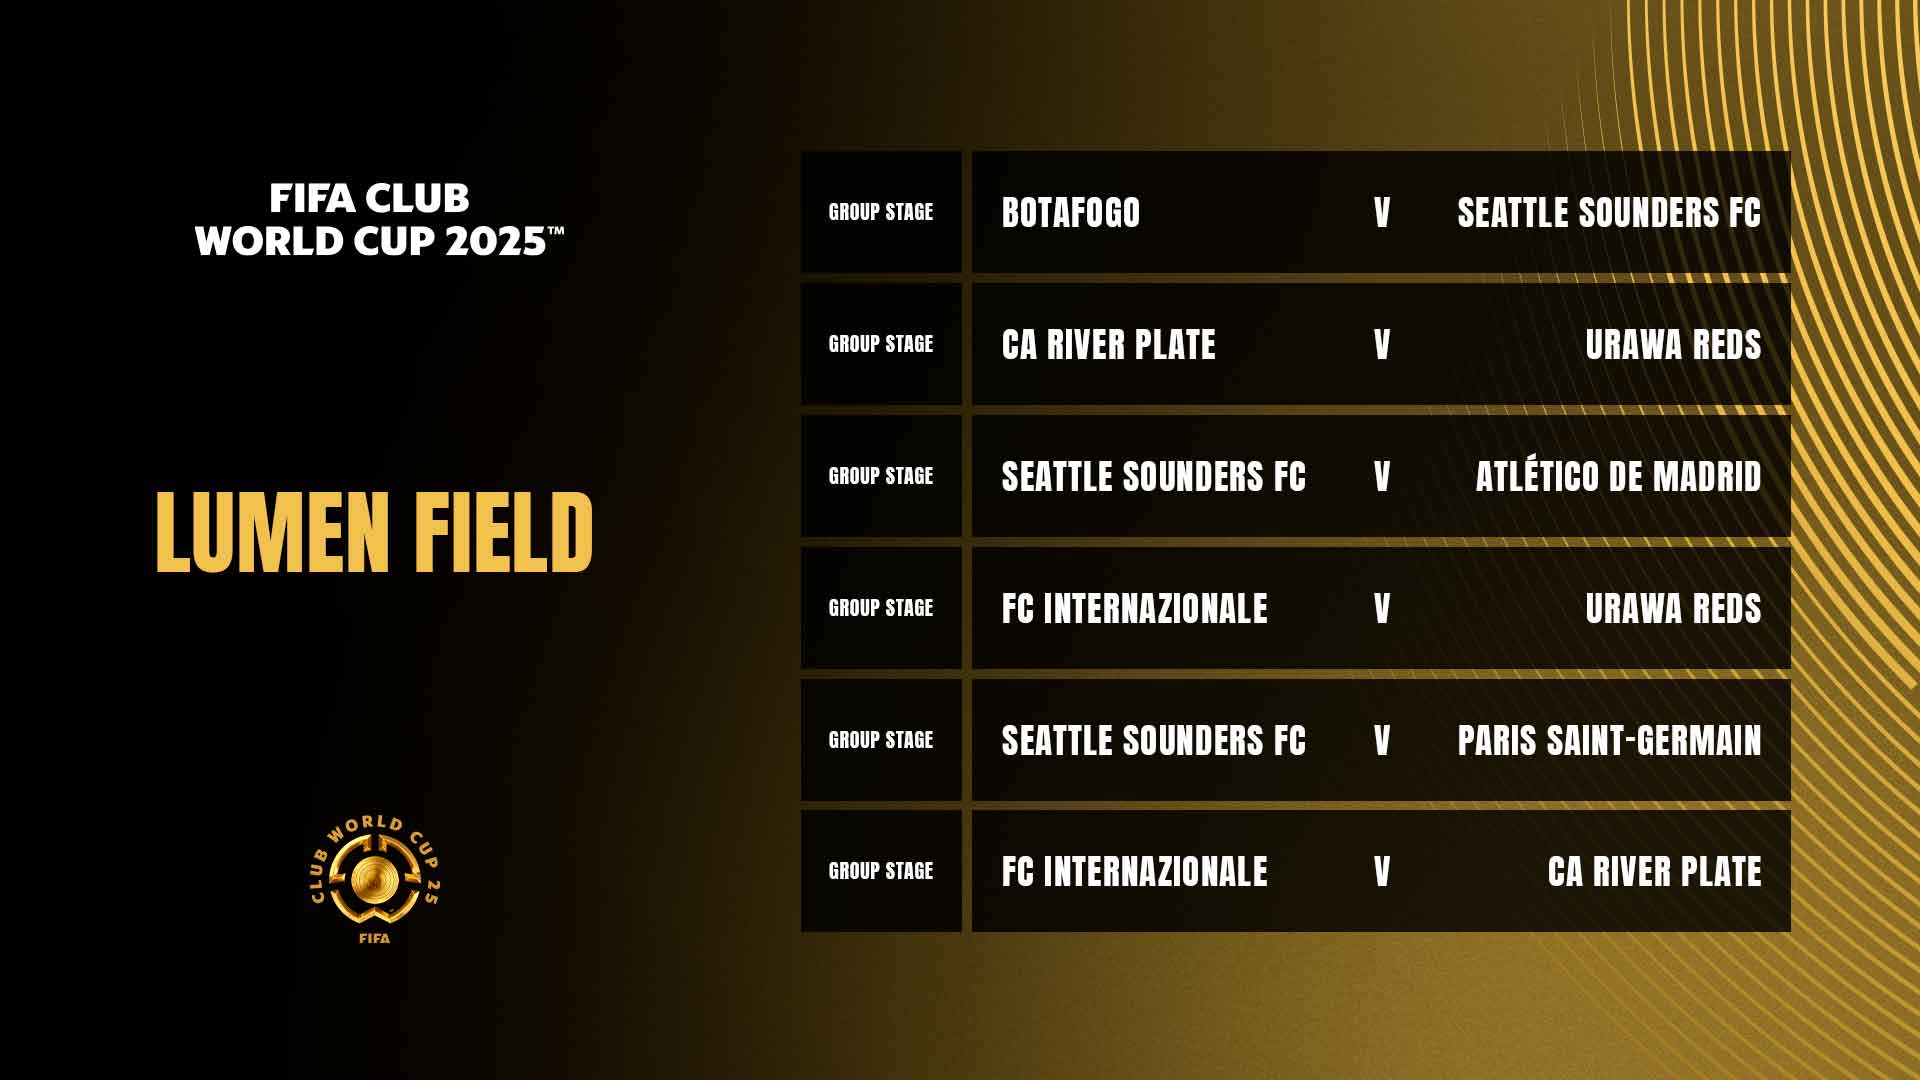 FIFA CLUB
WORLD CUP 2025™
LUMEN FIELD
CLUB WORLD CUP 25
FIFA
GROUP STAGE BOTAFOGO V SEATTLE SOUNDERS FC
GROUP STAGE CA RIVER PLATE V URAWA REDS
GROUP STAGE SEATTLE SOUNDERS FC V ATLÉTICO DE MADRID
GROUP STAGE FC INTERNAZIONALE V URAWA REDS
GROUP STAGE SEATTLE SOUNDERS FC V PARIS SAINT-GERMAIN
GROUP STAGE FC INTERNAZIONALE V CA RIVER PLATE